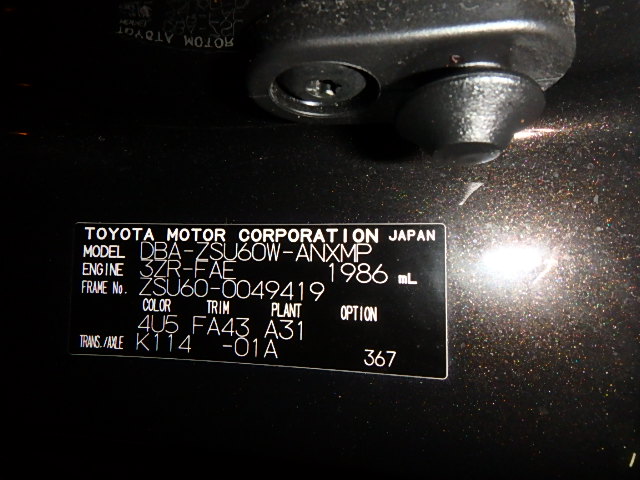 TOYOTA MOTOR CORPORATION JAPAN
MODEL DBA-ZSU60W-ANXMP
ENGINE 3ZR-FAE 1986 mL
FRAME No. ZSU60-0049419
COLOR TRIM PLANT OPTION
4U5 FA43 A31
TRANS./AXLE K114 -01A
367